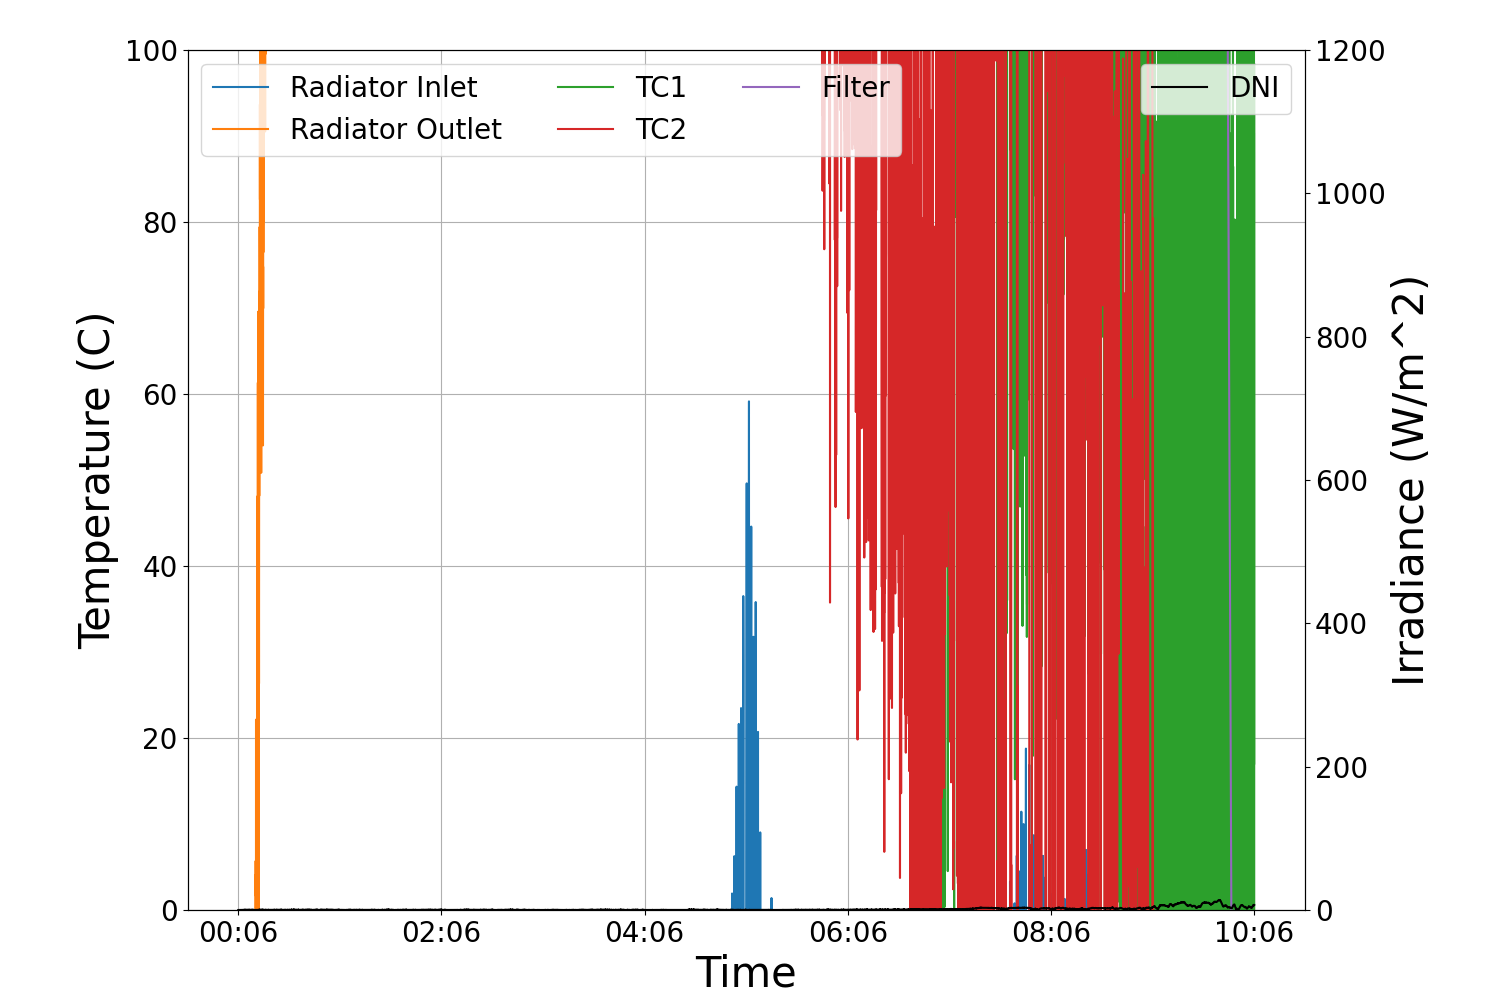 Radiator Inlet
Radiator Outlet
TC1
TC2
Filter
DNI
100
80
60
40
20
0
Temperature (C)
1200
1000
800
600
400
200
0
Irradiance (W/m^2)
00:06 02:06 04:06 06:06 08:06 10:06
Time